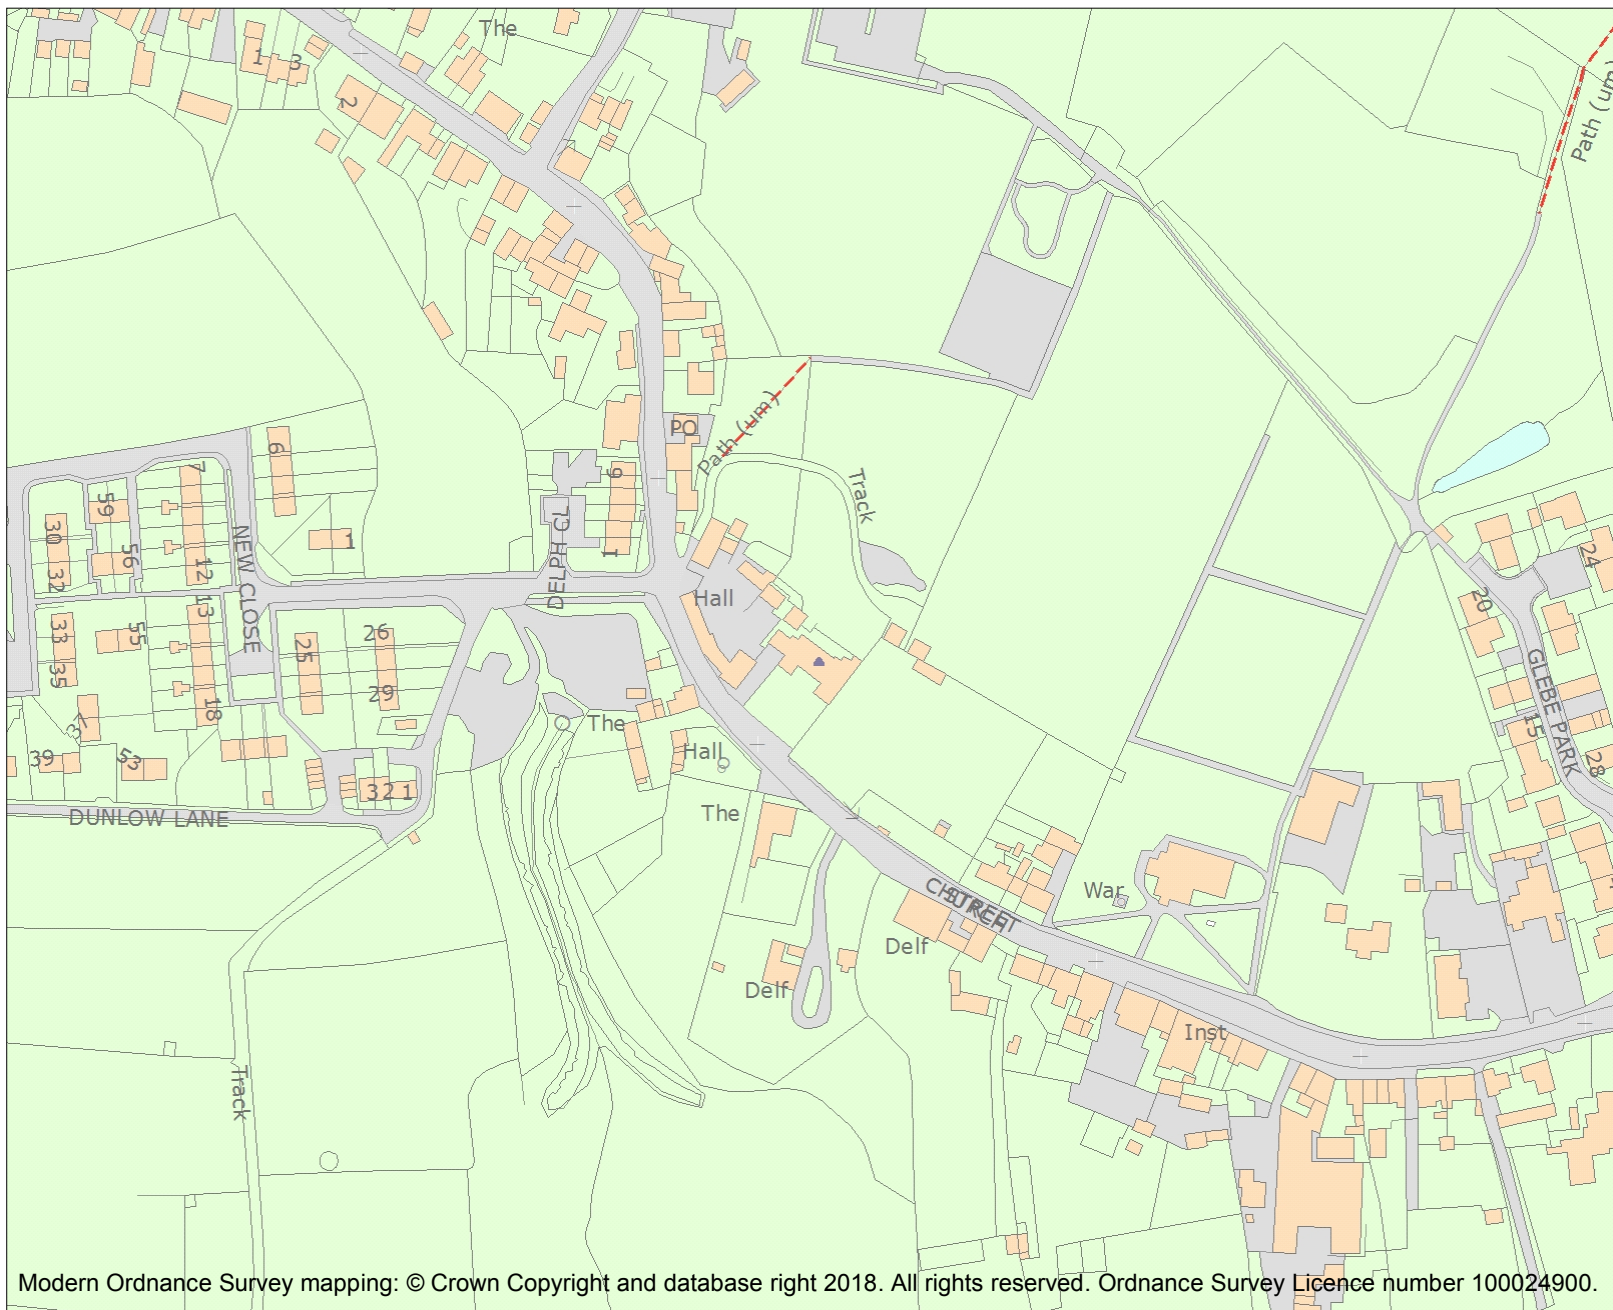 The
1
3
2
Path (um)
PO
Path (um)
Track
6
7
9
59
30
NEW CLOSE
1
56
12
32
DELPH CL
1
24
13
Hall
20
33
55
25
26
35
29
18
GLEBE PARK
37
The
15
39
53
Hall
28
32 1
DUNLOW LANE
The
War
CHURCH
STREET
Delf
Delf
Inst
Track
Modern Ordnance Survey mapping: © Crown Copyright and database right 2018. All rights reserved. Ordnance Survey Licence number 100024900.